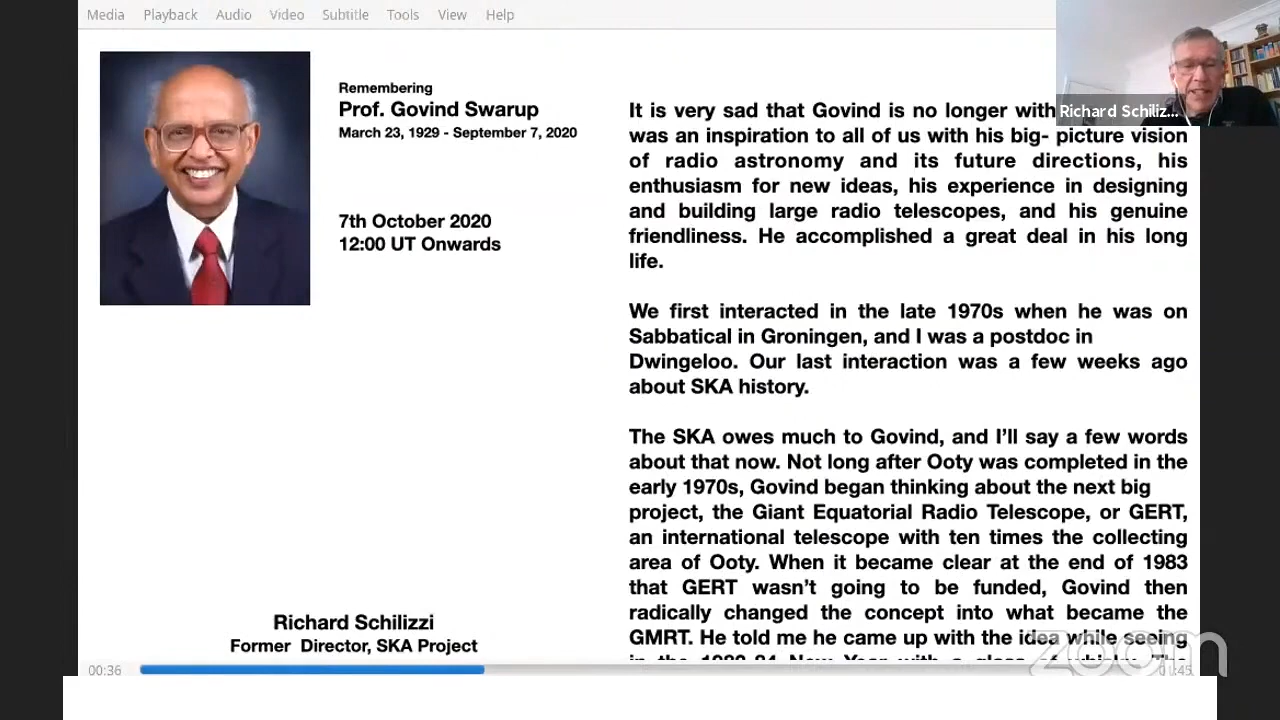 Media Playback Audio Video Subtitle Tools View Help
Remembering
Prof. Govind Swarup
March 23, 1929 - September 7, 2020
7th October 2020
12:00 UT Onwards
Richard Schilizzi
Former Director, SKA Project
It is very sad that Govind is no longer with
was an inspiration to all of us with his big- picture vision
of radio astronomy and its future directions, his
enthusiasm for new ideas, his experience in designing
and building large radio telescopes, and his genuine
friendliness. He accomplished a great deal in his long
life.
We first interacted in the late 1970s when he was on
Sabbatical in Groningen, and I was a postdoc in
Dwingeloo. Our last interaction was a few weeks ago
about SKA history.
The SKA owes much to Govind, and I'll say a few words
about that now. Not long after Ooty was completed in the
early 1970s, Govind began thinking about the next big
project, the Giant Equatorial Radio Telescope, or GERT,
an international telescope with ten times the collecting
area of Ooty. When it became clear at the end of 1983
that GERT wasn't going to be funded, Govind then
radically changed the concept into what became the
GMRT. He told me he came up with the idea while seeing
Richard Schiliz...
00:36
01:45
zoom